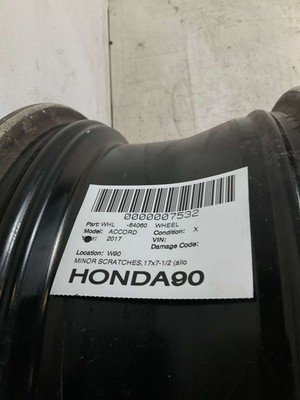 0000007532
Part: WHL -64060 WHEEL
Model: ACCORD Condition: X
Year: 2017 VIN:
Damage Code:
Location: W90
MINOR SCRATCHES,17x7-1/2 (allo
HONDA90